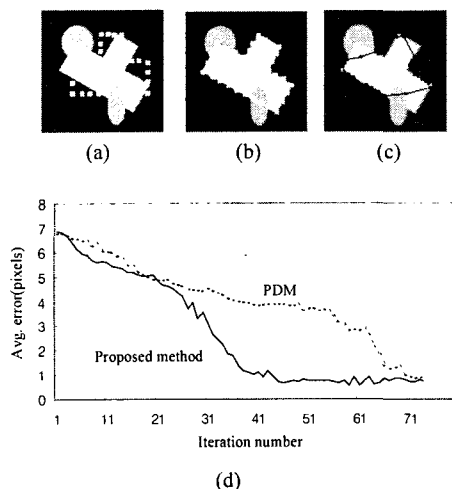 (a)
(b)
(c)
8
7
6
5
4
3
2
1
0
Avg. error(pixels)
PDM
Proposed method
1 11 21 31 41 51 61 71
Iteration number
(d)